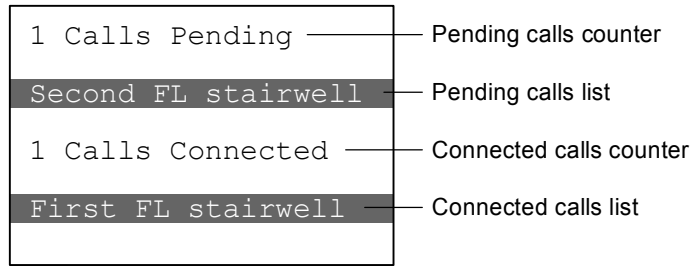 1 Calls Pending
Pending calls counter
Second FL stairwell
Pending calls list
1 Calls Connected
Connected calls counter
First FL stairwell
Connected calls list